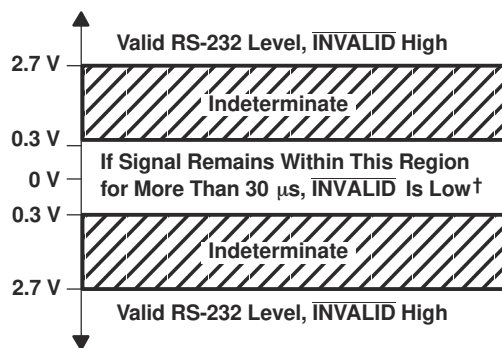 Valid RS-232 Level, INVALID High
2.7 V
Indeterminate
0.3 V
If Signal Remains Within This Region
0 V
for More Than 30 μs, INVALID Is Low†
0.3 V
Indeterminate
2.7 V
Valid RS-232 Level, INVALID High